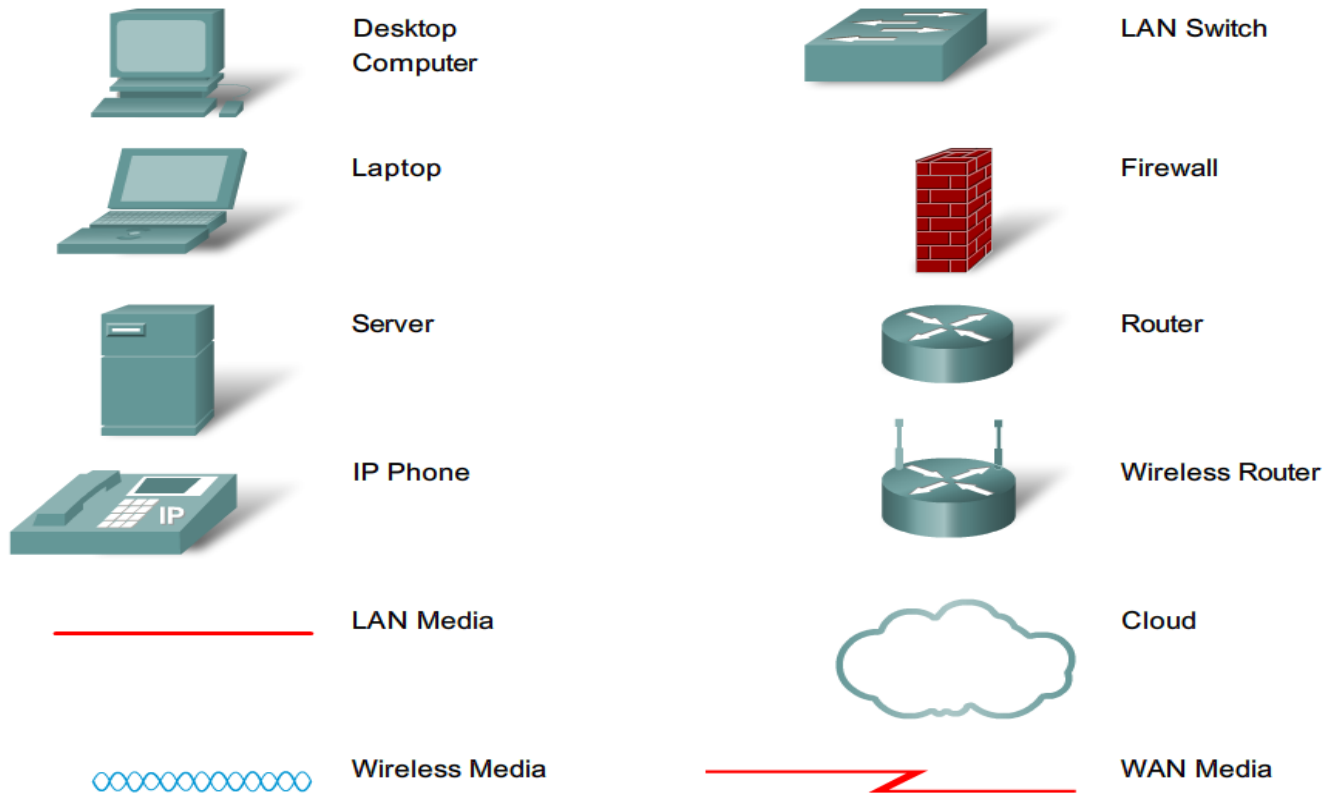 Desktop
Computer
LAN Switch
Laptop
Firewall
Server
Router
IP Phone
IP
Wireless Router
LAN Media
Cloud
Wireless Media
WAN Media